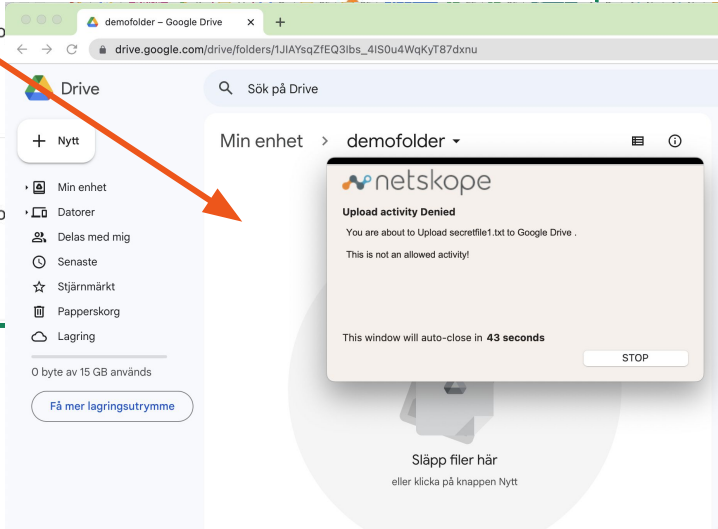 demofolder – Google Drive
drive.google.com/drive/folders/1JIAYsqZfEQ3Ibs_4IS0u4WqKyT87dxnu
Drive
Sök på Drive
Nytt
Min enhet
demofolder
Min enhet
Datorer
Delas med mig
Senaste
Stjärnmärkt
Papperskorg
Lagring
0 byte av 15 GB används
Få mer lagringsutrymme
netskope
Upload activity Denied
You are about to Upload secretfile1.txt to Google Drive .
This is not an allowed activity!
This window will auto-close in 43 seconds
STOP
Släpp filer här
eller klicka på knappen Nytt